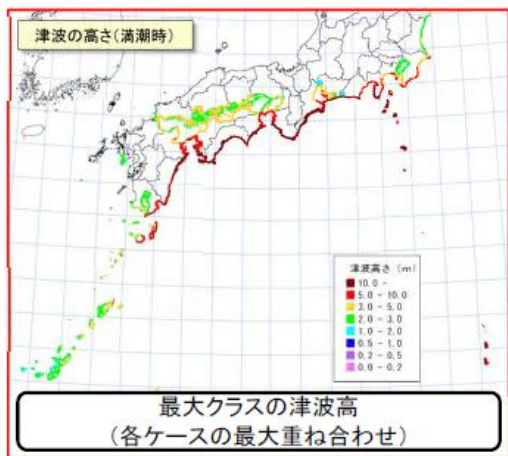 津波の高さ(満潮時)
津波高さ (m)
10.0 -
5.0 - 10.0
3.0 - 5.0
2.0 - 3.0
1.0 - 2.0
0.5 - 1.0
0.2 - 0.5
0.0 - 0.2
最大クラスの津波高
(各ケースの最大重ね合わせ)